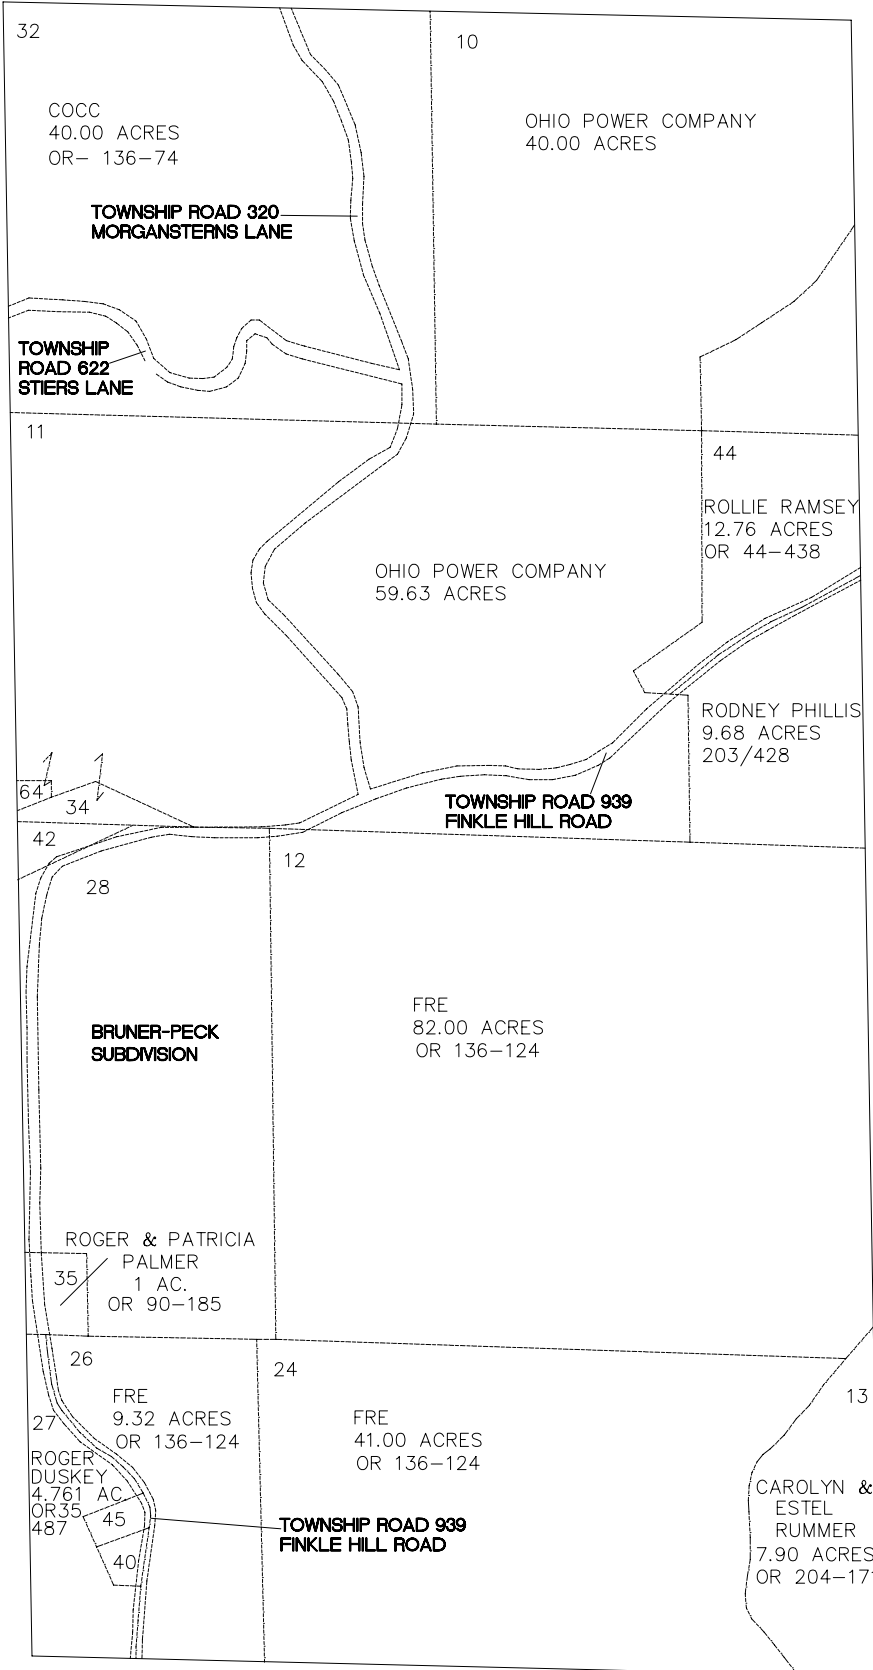 32
10
COCC
40.00 ACRES
OR- 136-74
OHIO POWER COMPANY
40.00 ACRES
TOWNSHIP ROAD 320
MORGANSTERNS LANE
TOWNSHIP
ROAD 622
STIERS LANE
11
44
ROLLIE RAMSEY
12.76 ACRES
OR 44-438
OHIO POWER COMPANY
59.63 ACRES
RODNEY PHILLIS
9.68 ACRES
203/428
64
34
TOWNSHIP ROAD 939
FINKLE HILL ROAD
42
12
28
FRE
82.00 ACRES
OR 136-124
BRUNER-PECK
SUBDIVISION
ROGER & PATRICIA
PALMER
1 AC.
OR 90-185
35
26
24
FRE
9.32 ACRES
OR 136-124
FRE
41.00 ACRES
OR 136-124
13
27
ROGER
DUSKEY
4.761 AC
OR35
487
45
40
TOWNSHIP ROAD 939
FINKLE HILL ROAD
CAROLYN &
ESTEL
RUMMER
7.90 ACRES
OR 204-17